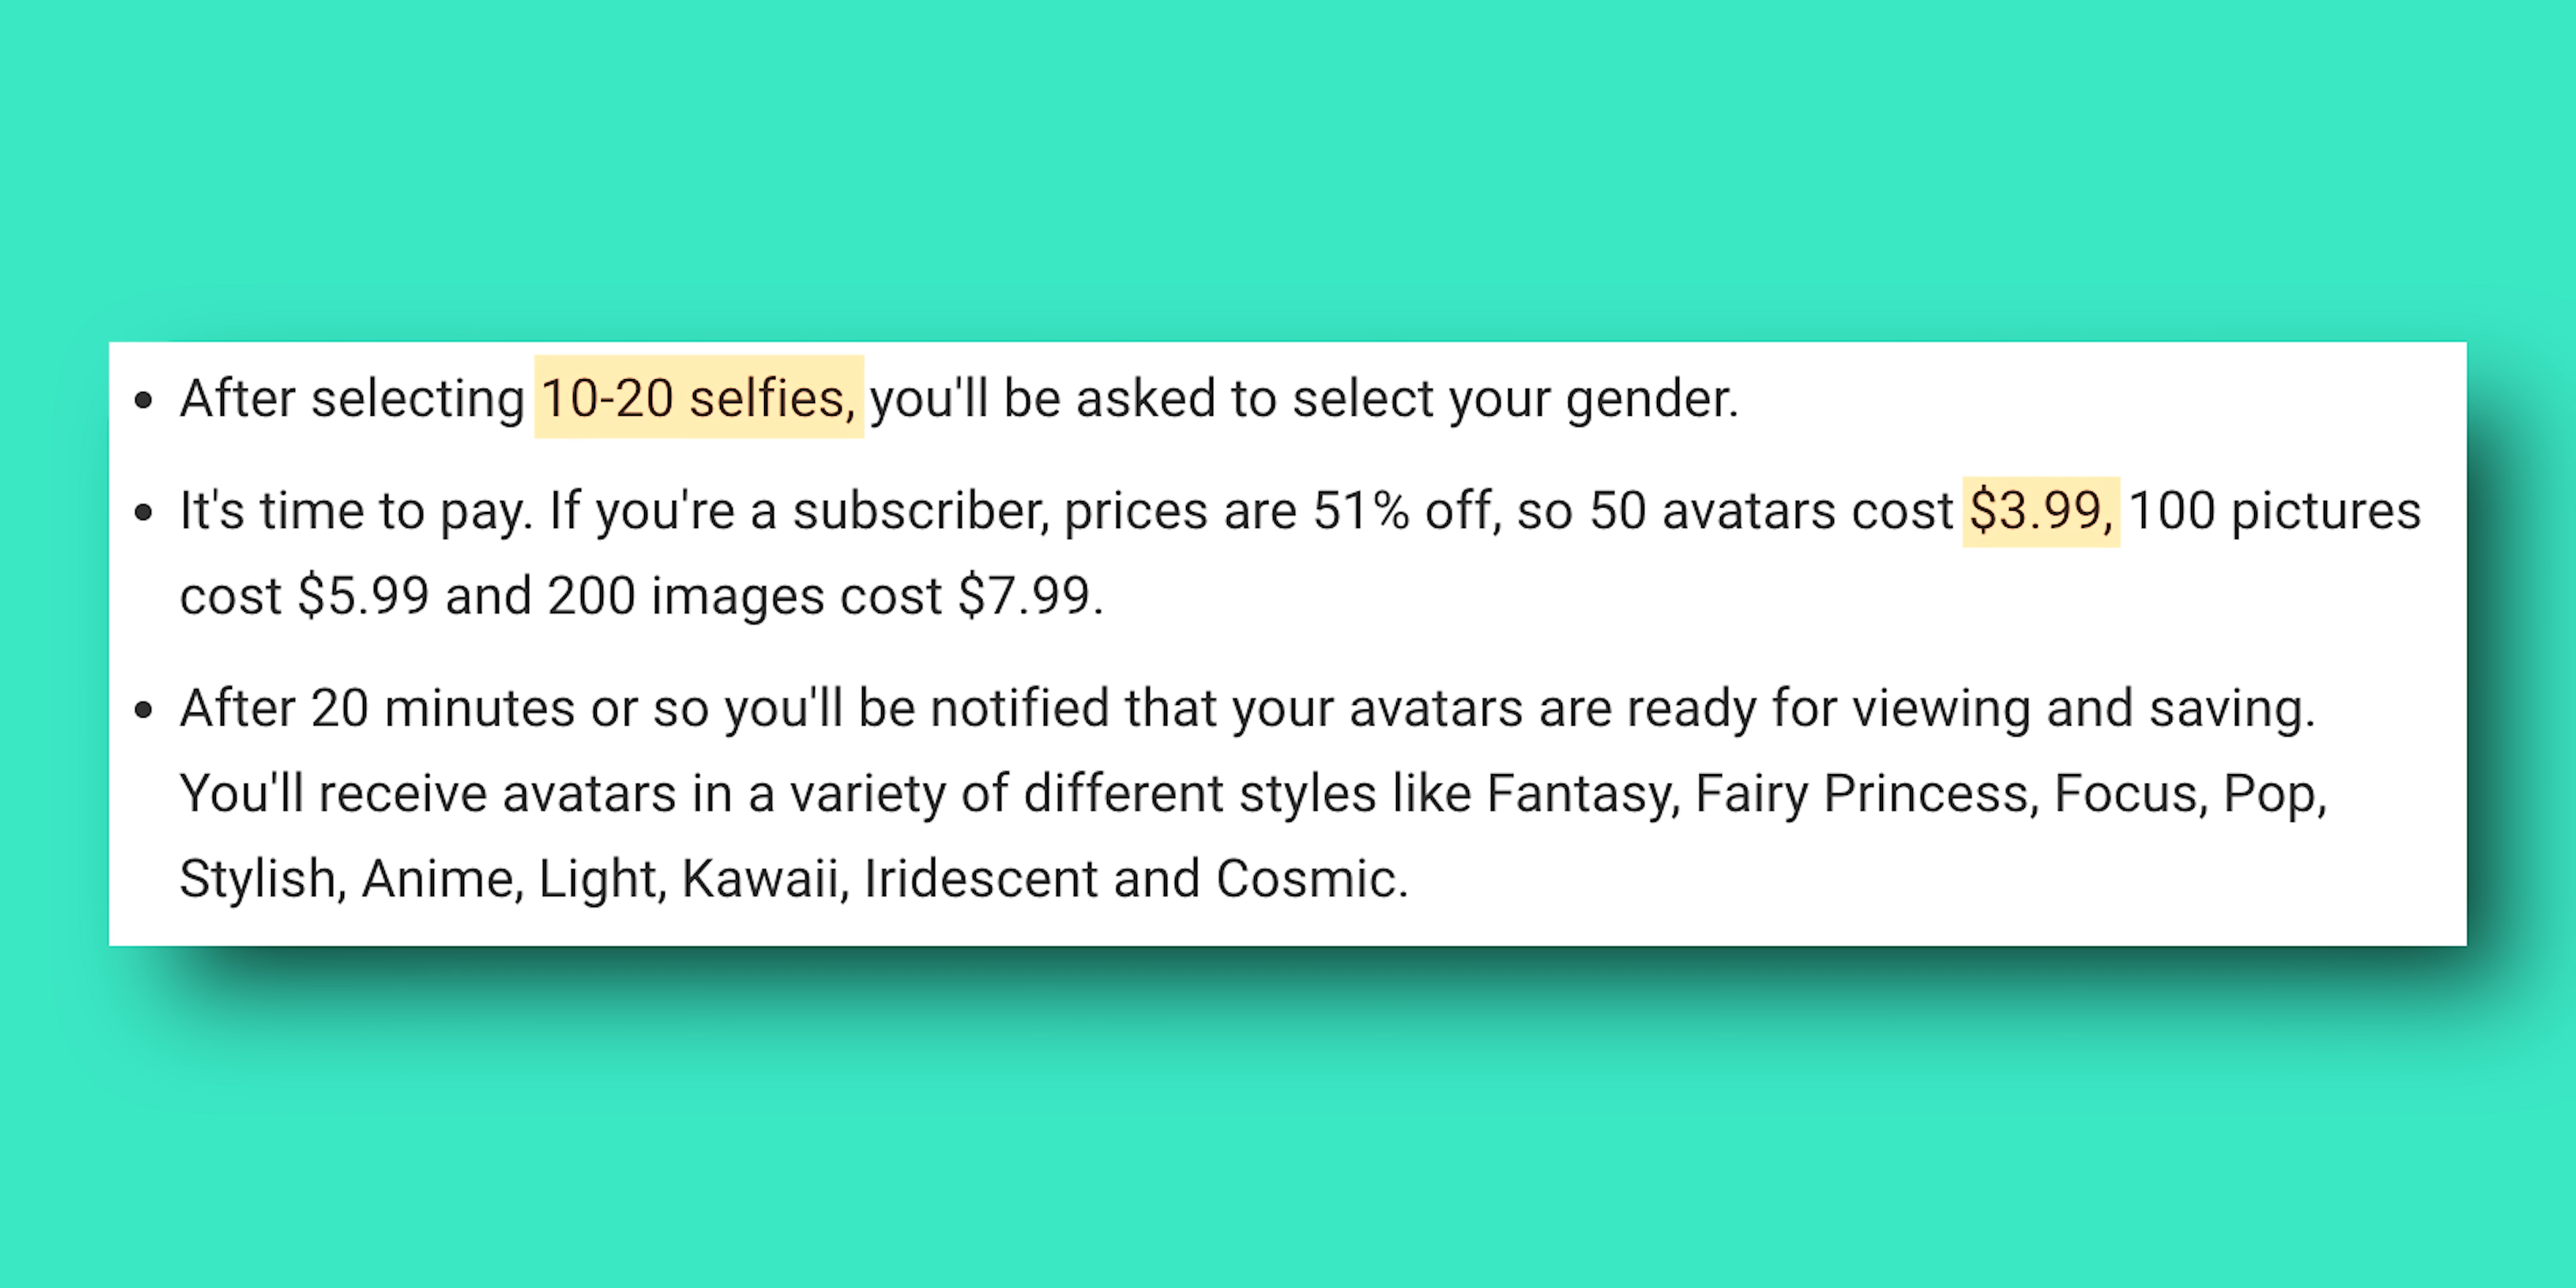 • After selecting 10-20 selfies, you'll be asked to select your gender.
• It's time to pay. If you're a subscriber, prices are 51% off, so 50 avatars cost $3.99, 100 pictures
cost $5.99 and 200 images cost $7.99.
• After 20 minutes or so you'll be notified that your avatars are ready for viewing and saving.
You'll receive avatars in a variety of different styles like Fantasy, Fairy Princess, Focus, Pop,
Stylish, Anime, Light, Kawaii, Iridescent and Cosmic.